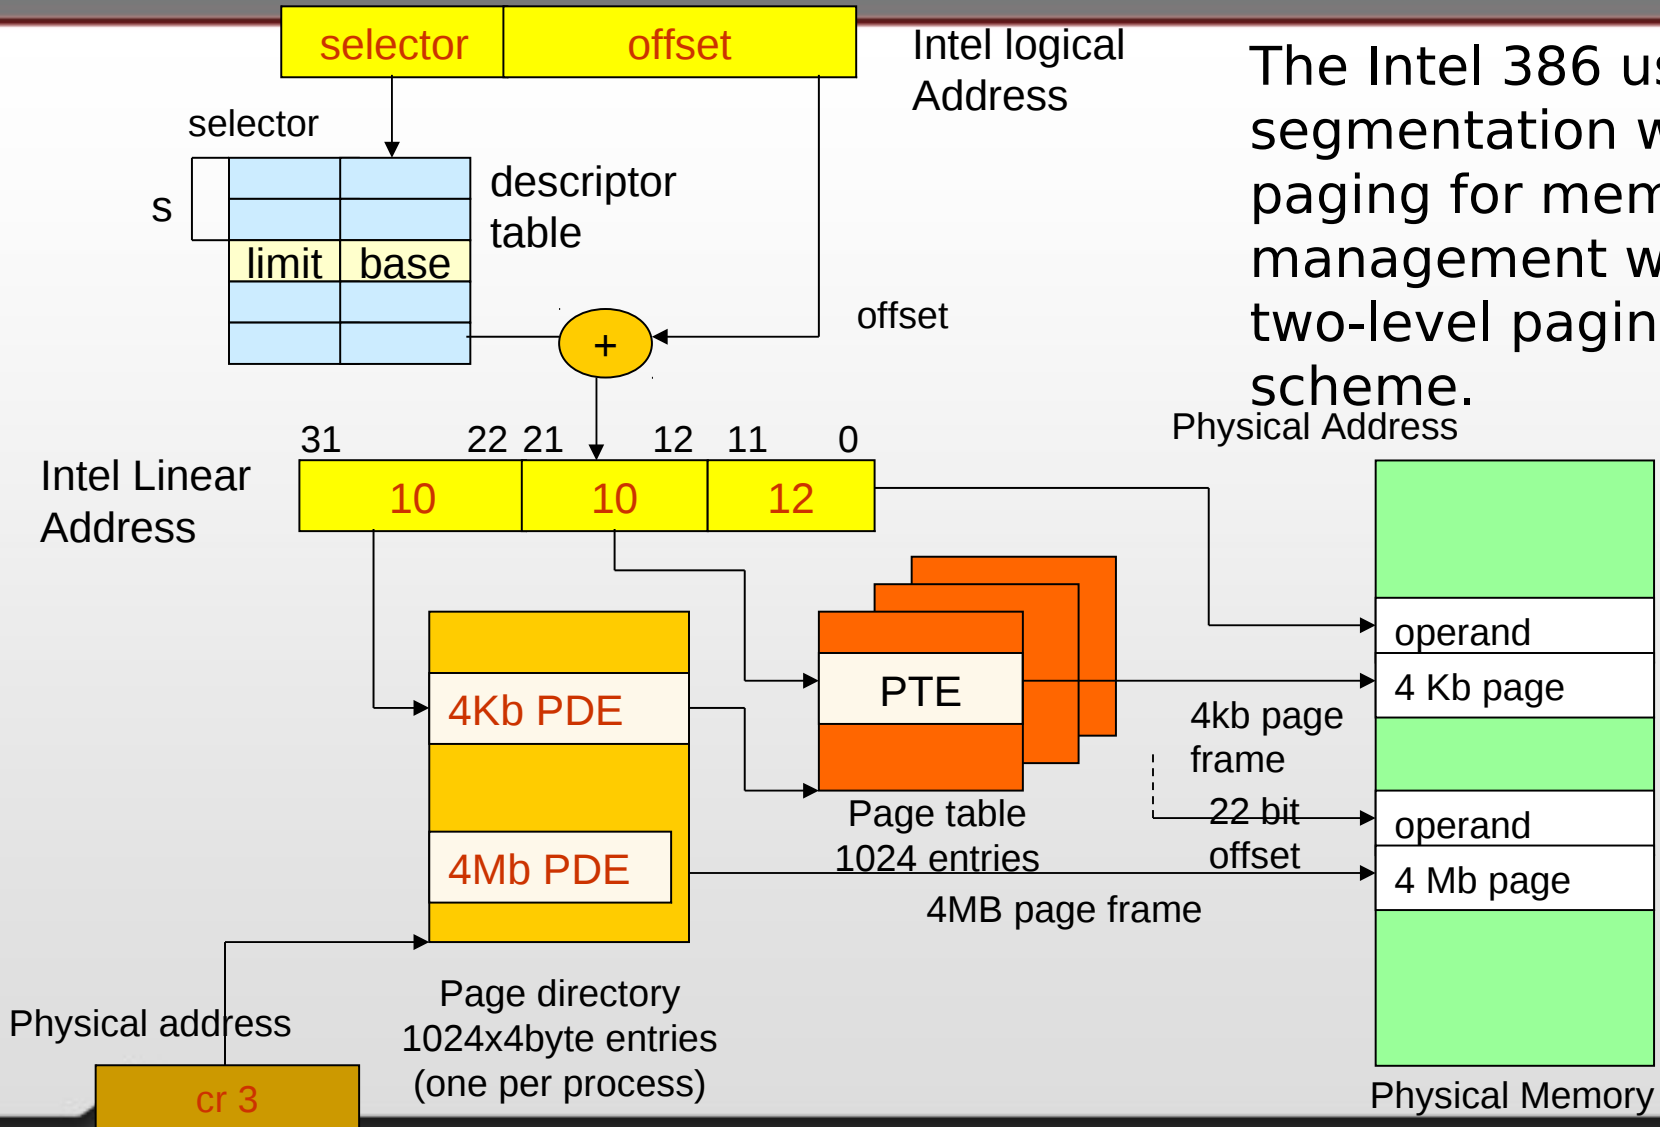 selector
offset
Intel logical
Address
The Intel 386 us
segmentation w
paging for mem
management w
two-level pagin
scheme.
selector
s
descriptor
table
limit
base
offset
+
31
22
21
12
11
0
Physical Address
Intel Linear
Address
10
10
12
operand
4 Kb page
PTE
4Kb PDE
4kb page
frame
22 bit
offset
Page table
1024 entries
operand
4 Mb page
4Mb PDE
4MB page frame
Page directory
1024x4byte entries
(one per process)
Physical address
cr 3
Physical Memory